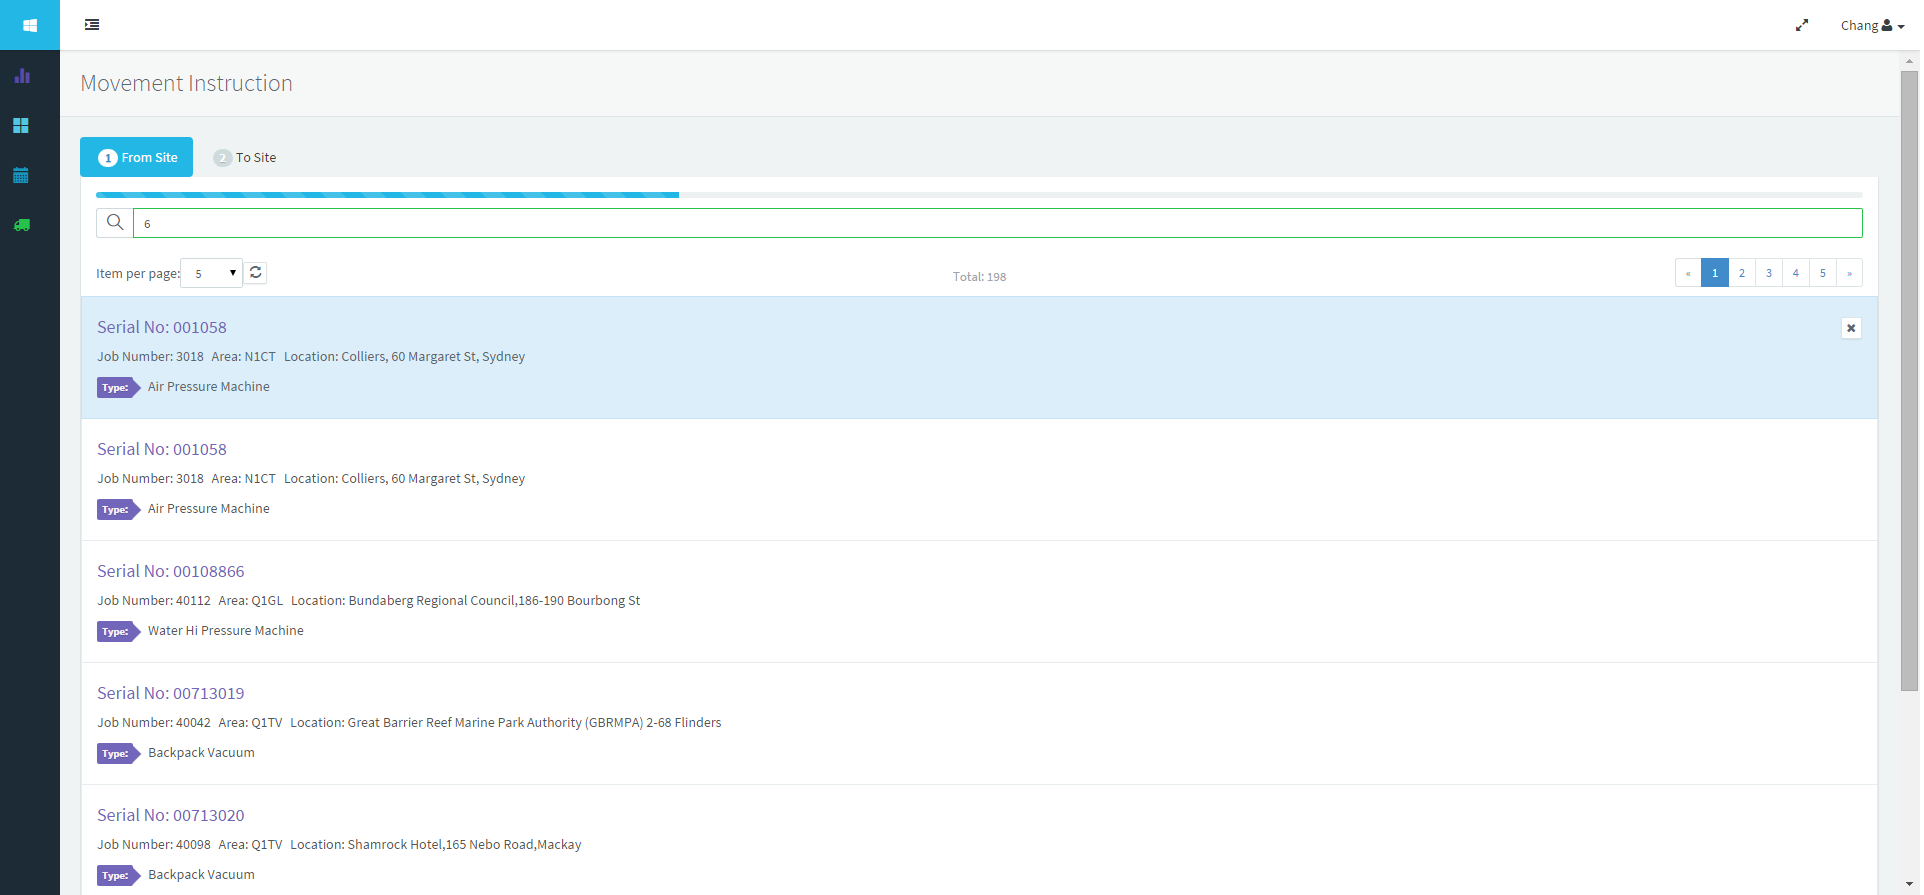 Chang
Movement Instruction
1 From Site
2 To Site
6
Item per page: 5
Total: 198
« 1 2 3 4 5 »
Serial No: 001058
Job Number: 3018 Area: N1CT Location: Colliers, 60 Margaret St, Sydney
Type: Air Pressure Machine
Serial No: 001058
Job Number: 3018 Area: N1CT Location: Colliers, 60 Margaret St, Sydney
Type: Air Pressure Machine
Serial No: 00108866
Job Number: 40112 Area: Q1GL Location: Bundaberg Regional Council,186-190 Bourbong St
Type: Water Hi Pressure Machine
Serial No: 00713019
Job Number: 40042 Area: Q1TV Location: Great Barrier Reef Marine Park Authority (GBRMPA) 2-68 Flinders
Type: Backpack Vacuum
Serial No: 00713020
Job Number: 40098 Area: Q1TV Location: Shamrock Hotel,165 Nebo Road,Mackay
Type: Backpack Vacuum